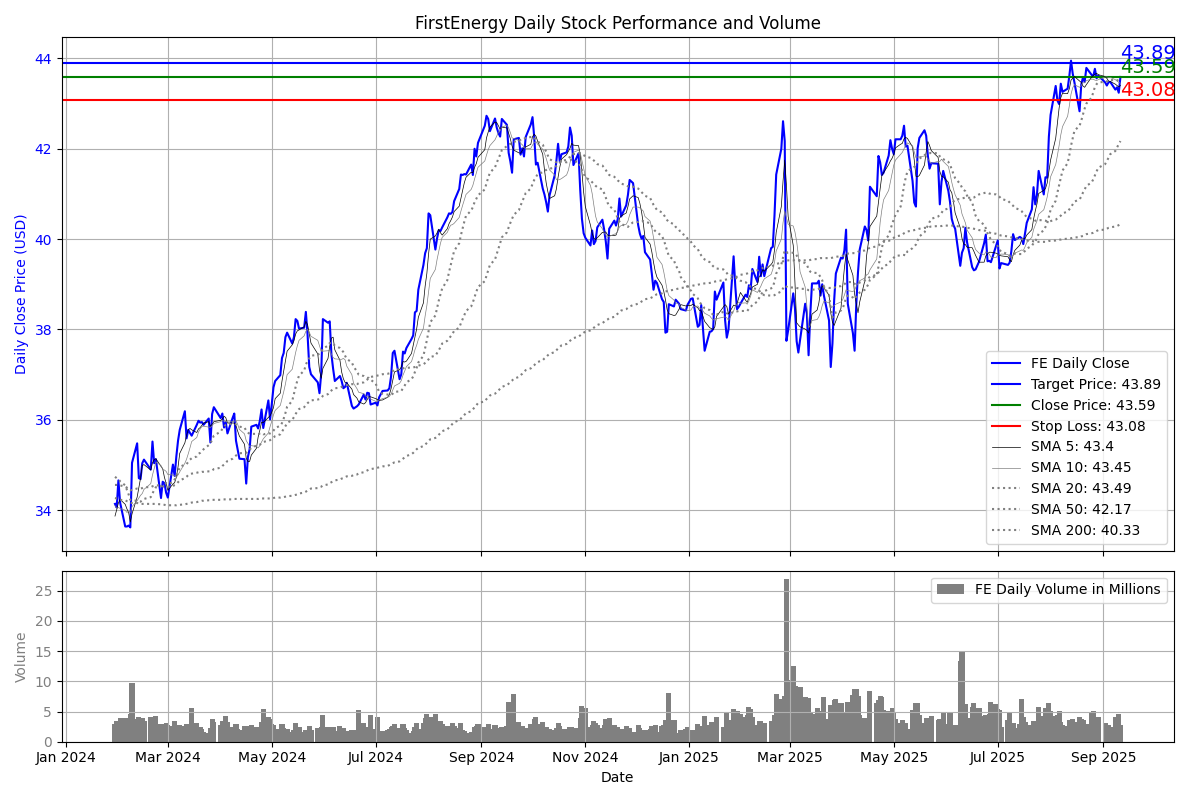 FirstEnergy Daily Stock Performance and Volume
Daily Close Price (USD)
44
42
40
38
36
34
43.89
43.59
43.08
FE Daily Close
Target Price: 43.89
Close Price: 43.59
Stop Loss: 43.08
SMA 5: 43.4
SMA 10: 43.45
SMA 20: 43.49
SMA 50: 42.17
SMA 200: 40.33
Volume
25
20
15
10
5
0
FE Daily Volume in Millions
Jan 2024
Mar 2024
May 2024
Jul 2024
Sep 2024
Nov 2024
Jan 2025
Mar 2025
May 2025
Jul 2025
Sep 2025
Date